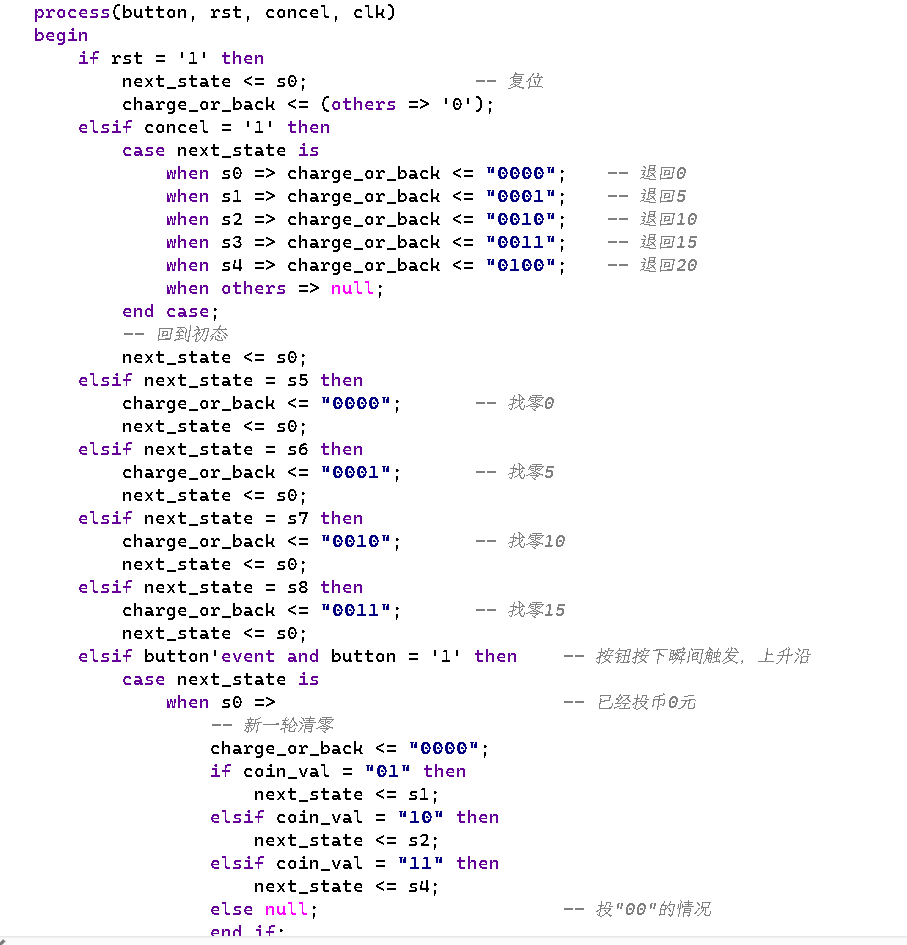 process(button, rst, concel, clk)
begin
    if rst = '1' then
        next_state <= s0;               -- 复位
        charge_or_back <= (others => '0');
    elsif concel = '1' then
        case next_state is
            when s0 => charge_or_back <= "0000";    -- 退回0
            when s1 => charge_or_back <= "0001";    -- 退回5
            when s2 => charge_or_back <= "0010";    -- 退回10
            when s3 => charge_or_back <= "0011";    -- 退回15
            when s4 => charge_or_back <= "0100";    -- 退回20
            when others => null;
        end case;
        -- 回到初态
        next_state <= s0;
    elsif next_state = s5 then
        charge_or_back <= "0000";       -- 找零0
        next_state <= s0;
    elsif next_state = s6 then
        charge_or_back <= "0001";       -- 找零5
        next_state <= s0;
    elsif next_state = s7 then
        charge_or_back <= "0010";       -- 找零10
        next_state <= s0;
    elsif next_state = s8 then
        charge_or_back <= "0011";       -- 找零15
        next_state <= s0;
    elsif button'event and button = '1' then    -- 按钮按下瞬间触发，上升沿
        case next_state is
            when s0 =>                          -- 已经投币0元
                -- 新一轮清零
                charge_or_back <= "0000";
                if coin_val = "01" then
                    next_state <= s1;
                elsif coin_val = "10" then
                    next_state <= s2;
                elsif coin_val = "11" then
                    next_state <= s4;
                else null;                      -- 投"00"的情况
                end if;